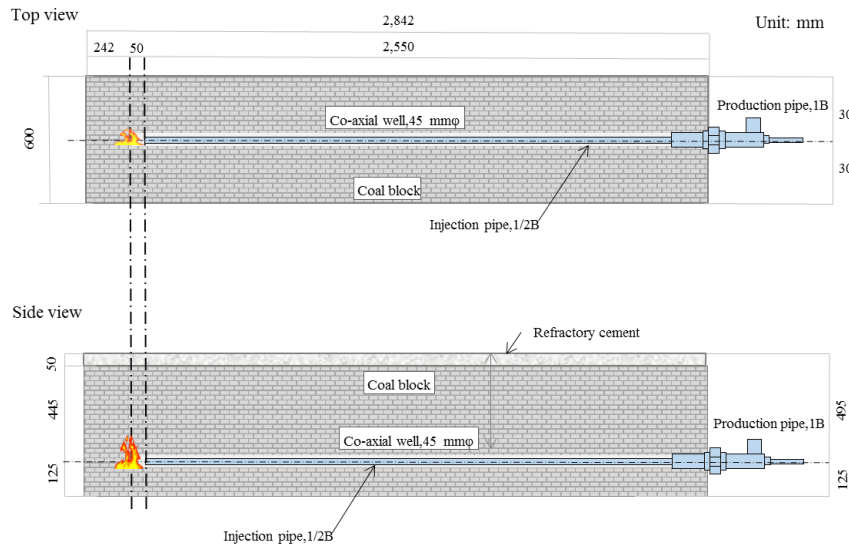 Top view
2,842
Unit: mm
242
50
2,550
Production pipe,1B
Co-axial well,45 mmφ
30
600
30
Coal block
Injection pipe,1/2B
Side view
Refractory cement
50
Coal block
445
495
Production pipe,1B
Co-axial well,45 mmφ
125
125
Injection pipe,1/2B